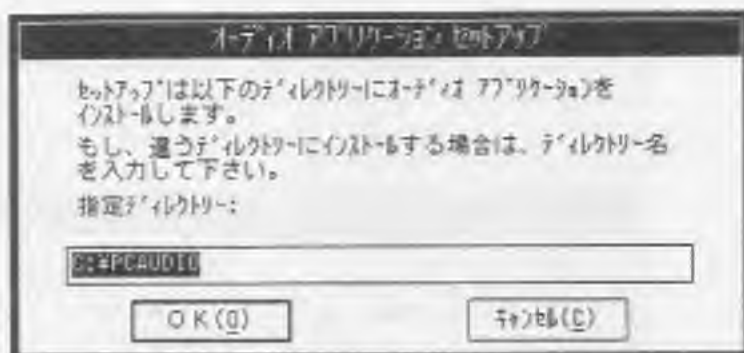 ｵｰﾃﾞｨｵ ｱﾌﾟﾘｹｰｼｮﾝ ｾｯﾄｱｯﾌﾟ
ｾｯﾄｱｯﾌﾟは以下のﾃﾞｨﾚｸﾄﾘｰにｵｰﾃﾞｨｵ ｱﾌﾟﾘｹｰｼｮﾝを
ｲﾝｽﾄｰﾙします。
もし、違うﾃﾞｨﾚｸﾄﾘｰにｲﾝｽﾄｰﾙする場合は、ﾃﾞｨﾚｸﾄﾘｰ名
を入力して下さい。
指定ﾃﾞｨﾚｸﾄﾘｰ:
C:¥PCAUDIO
ＯＫ(O)
ｷｬﾝｾﾙ(C)